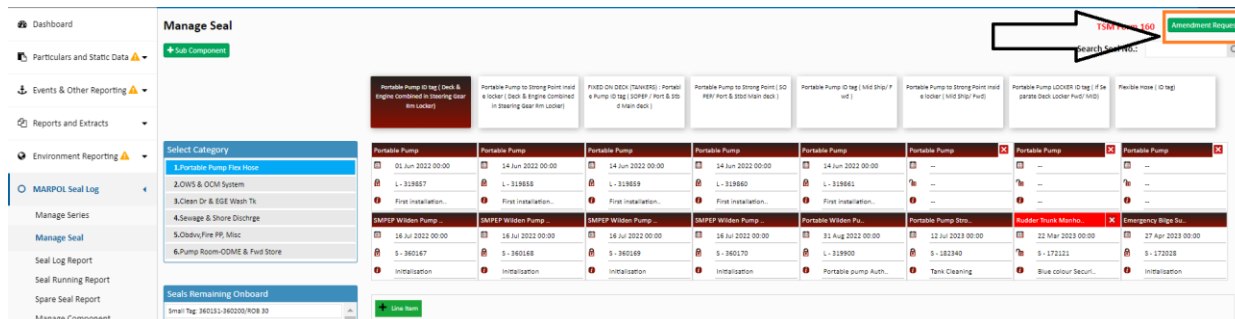 Dashboard
Particulars and Static Data
Events & Other Reporting
Reports and Extracts
Environment Reporting
MARPOL Seal Log
Manage Series
Manage Seal
Seal Log Report
Seal Running Report
Spare Seal Report
Manage Component
Manage Seal
+ Sub Component
TSM Form 160
Amendment Reques
Search Seal No.:
Portable Pump ID tag ( Deck &
Engine Combined in Steering Gear
Rm Locker)
Portable Pump to Strong Point insid
e locker ( Deck & Engine Combined
in Steering Gear Rm Locker)
FIXED ON DECK (TANKERS) : Portabl
e Pump ID tag ( SOPEP / Port & Stb
d Main deck )
Portable Pump to Strong Point ( SO
PEP/ Port & Stbd Main deck )
Portable Pump ID tag ( Mid Ship/ F
wd )
Portable Pump to Strong Point insid
e locker ( Mid Ship/ Fwd)
Portable Pump LOCKER ID tag ( If Se
parate Deck Locker Fwd/ MID)
Flexible Hose ( ID tag)
Select Category
1.Portable Pump Flex Hose
2.OWS & OCM System
3.Clean Dr & EGE Wash Tk
4.Sewage & Shore Dischrge
5.Obdvv,Fire PP, Misc
6.Pump Room-ODME & Fwd Store
Seals Remaining Onboard
Small Tag: 360151-360200/ROB 30
Portable Pump
01 Jun 2022 00:00
L - 319857
First installation..
Portable Pump
14 Jun 2022 00:00
L - 319858
First installation..
Portable Pump
14 Jun 2022 00:00
L - 319859
First installation..
Portable Pump
14 Jun 2022 00:00
L - 319860
First installation..
Portable Pump
14 Jun 2022 00:00
L - 319861
First installation..
Portable Pump
--
--
--
Portable Pump
--
--
--
Portable Pump
--
--
--
SMPEP Wilden Pump ..
16 Jul 2022 00:00
S - 360167
Initialisation
SMPEP Wilden Pump ..
16 Jul 2022 00:00
S - 360168
Initialisation
SMPEP Wilden Pump ..
16 Jul 2022 00:00
S - 360169
Initialisation
SMPEP Wilden Pump ..
16 Jul 2022 00:00
S - 360170
Initialisation
Portable Wilden Pu..
31 Aug 2022 00:00
L - 319900
Portable pump Auth..
Portable Pump Stro..
12 Jul 2023 00:00
S - 182340
Tank Cleaning
Rudder Trunk Manho..
22 Mar 2023 00:00
S - 172121
Blue colour Securi..
Emergency Bilge Su..
27 Apr 2023 00:00
S - 172028
Initialisation
+ Line Item